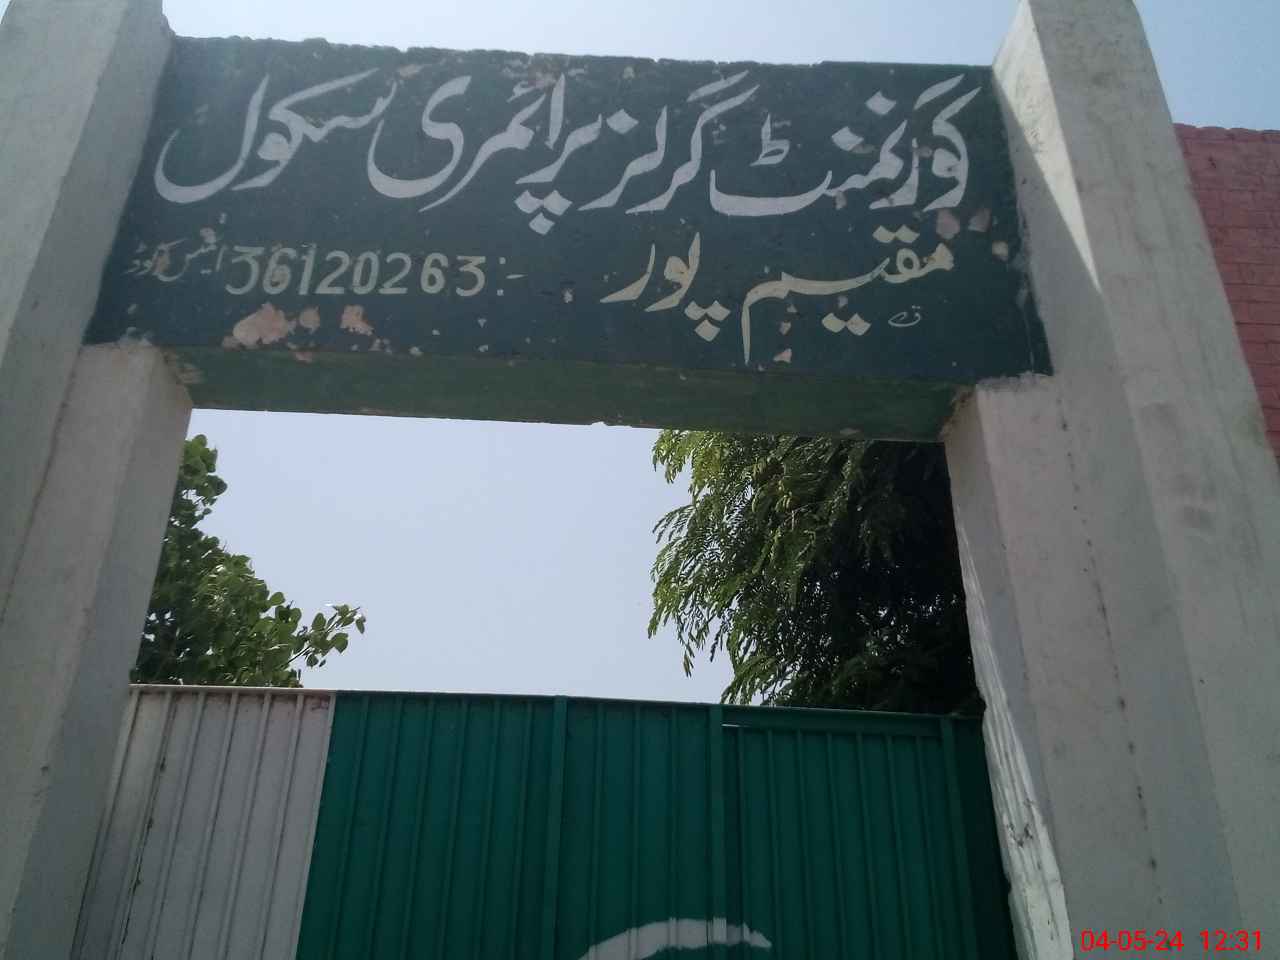 گورنمنٹ گرلز پرائمری سکول
مقیم پور
ایمس کوڈ 36120263:-
04-05-24 12:31